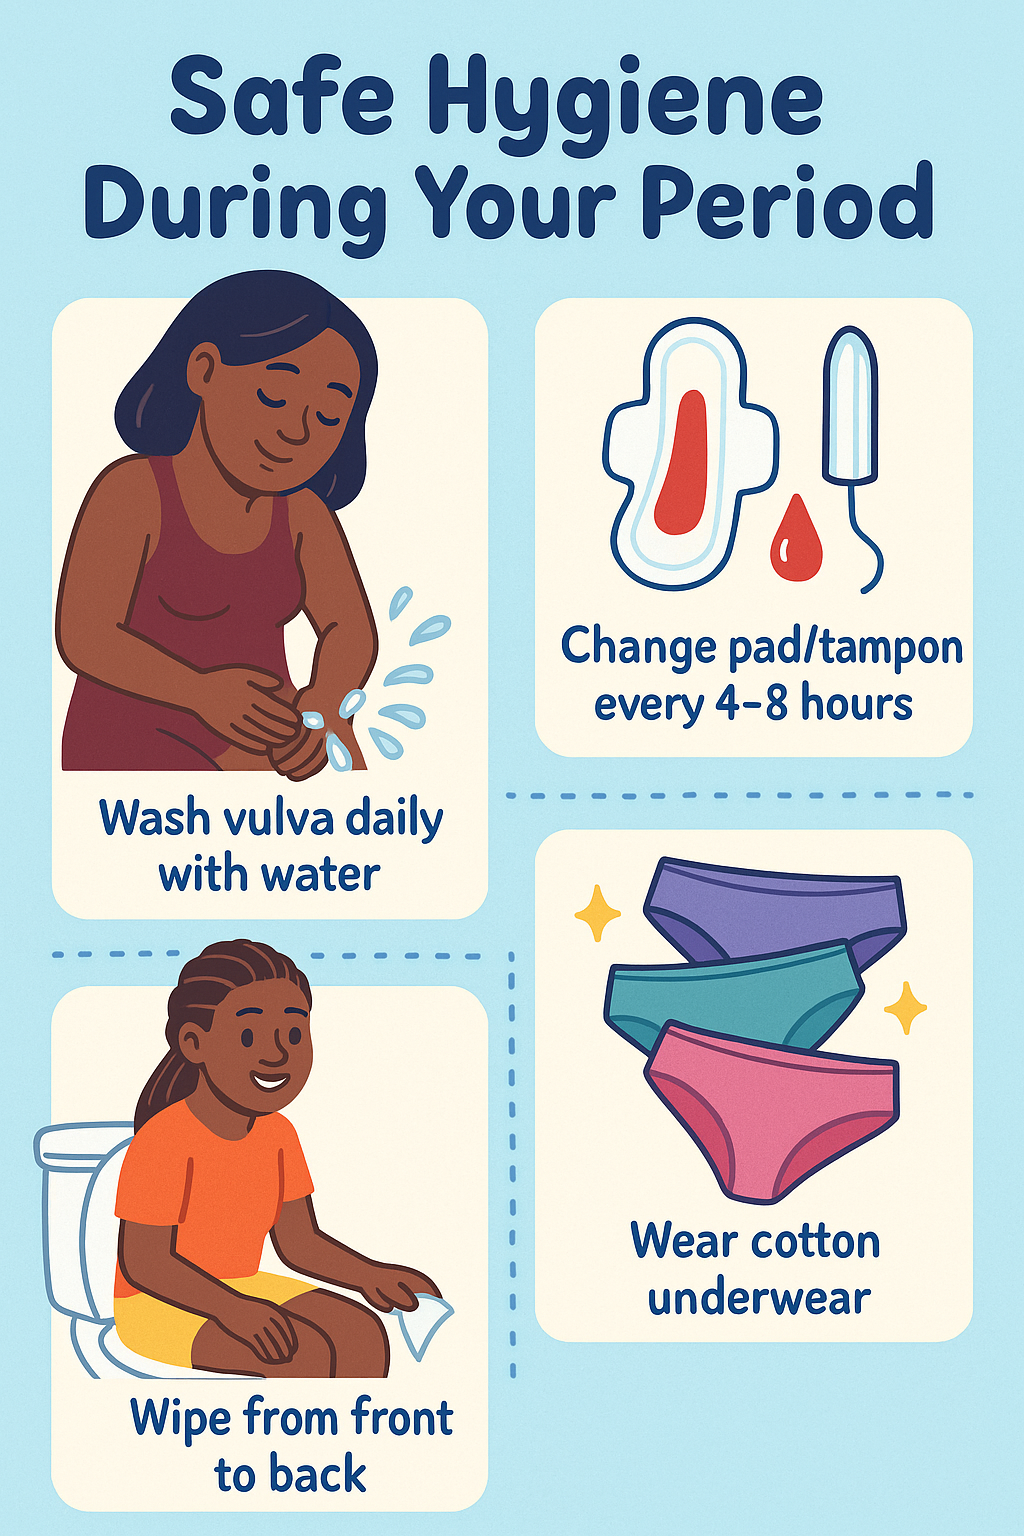 Safe Hygiene
During Your Period
Wash vulva daily
with water
Change pad/tampon
every 4–8 hours
Wipe from front
to back
Wear cotton
underwear